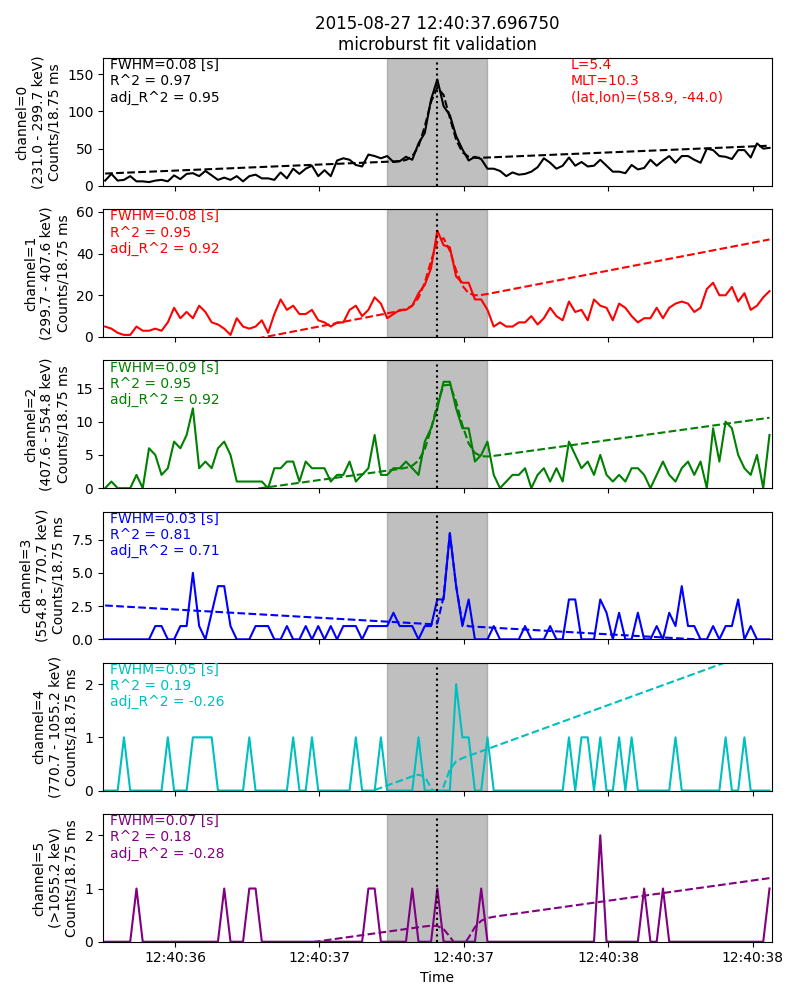 2015-08-27 12:40:37.696750
microburst fit validation
channel=0
(231.0 - 299.7 keV)
Counts/18.75 ms
150
100
50
0
FWHM=0.08 [s]
R^2 = 0.97
adj_R^2 = 0.95
L=5.4
MLT=10.3
(lat,lon)=(58.9, -44.0)
channel=1
(299.7 - 407.6 keV)
Counts/18.75 ms
60
40
20
0
FWHM=0.08 [s]
R^2 = 0.95
adj_R^2 = 0.92
channel=2
(407.6 - 554.8 keV)
Counts/18.75 ms
15
10
5
0
FWHM=0.09 [s]
R^2 = 0.95
adj_R^2 = 0.92
channel=3
(554.8 - 770.7 keV)
Counts/18.75 ms
7.5
5.0
2.5
0.0
FWHM=0.03 [s]
R^2 = 0.81
adj_R^2 = 0.71
channel=4
(770.7 - 1055.2 keV)
Counts/18.75 ms
2
1
0
FWHM=0.05 [s]
R^2 = 0.19
adj_R^2 = -0.26
channel=5
(>1055.2 keV)
Counts/18.75 ms
2
1
0
FWHM=0.07 [s]
R^2 = 0.18
adj_R^2 = -0.28
12:40:36 12:40:37 12:40:37 12:40:38 12:40:38
Time